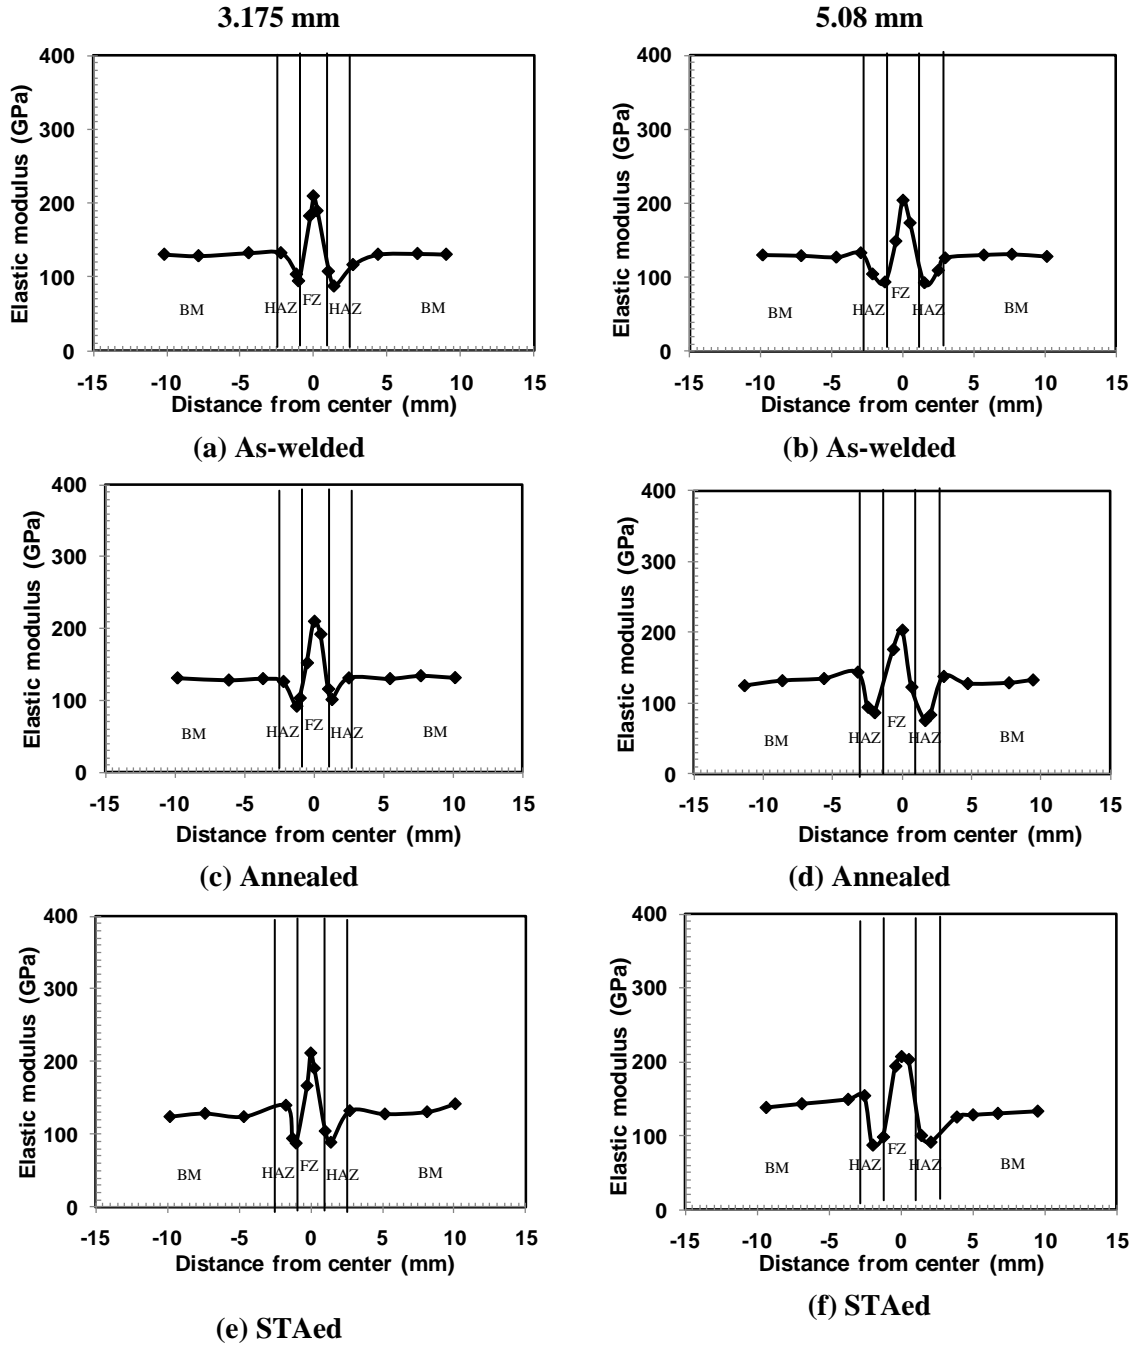 3.175 mm
5.08 mm
Elastic modulus (GPa)
400
300
200
100
0
BM
HAZ
FZ
HAZ
BM
-15
-10
-5
0
5
10
15
Distance from center (mm)
(a) As-welded
Elastic modulus (GPa)
400
300
200
100
0
BM
HAZ
FZ
HAZ
BM
-15
-10
-5
0
5
10
15
Distance from center (mm)
(b) As-welded
Elastic modulus (GPa)
400
300
200
100
0
BM
HAZ
FZ
HAZ
BM
-15
-10
-5
0
5
10
15
Distance from center (mm)
(c) Annealed
Elastic modulus (GPa)
400
300
200
100
0
BM
HAZ
FZ
HAZ
BM
-15
-10
-5
0
5
10
15
Distance from center (mm)
(d) Annealed
Elastic modulus (GPa)
400
300
200
100
0
BM
HAZ
FZ
HAZ
BM
-15
-10
-5
0
5
10
15
Distance from center (mm)
(e) STAed
Elastic modulus (GPa)
400
300
200
100
0
BM
HAZ
FZ
HAZ
BM
-15
-10
-5
0
5
10
15
Distance from center (mm)
(f) STAed